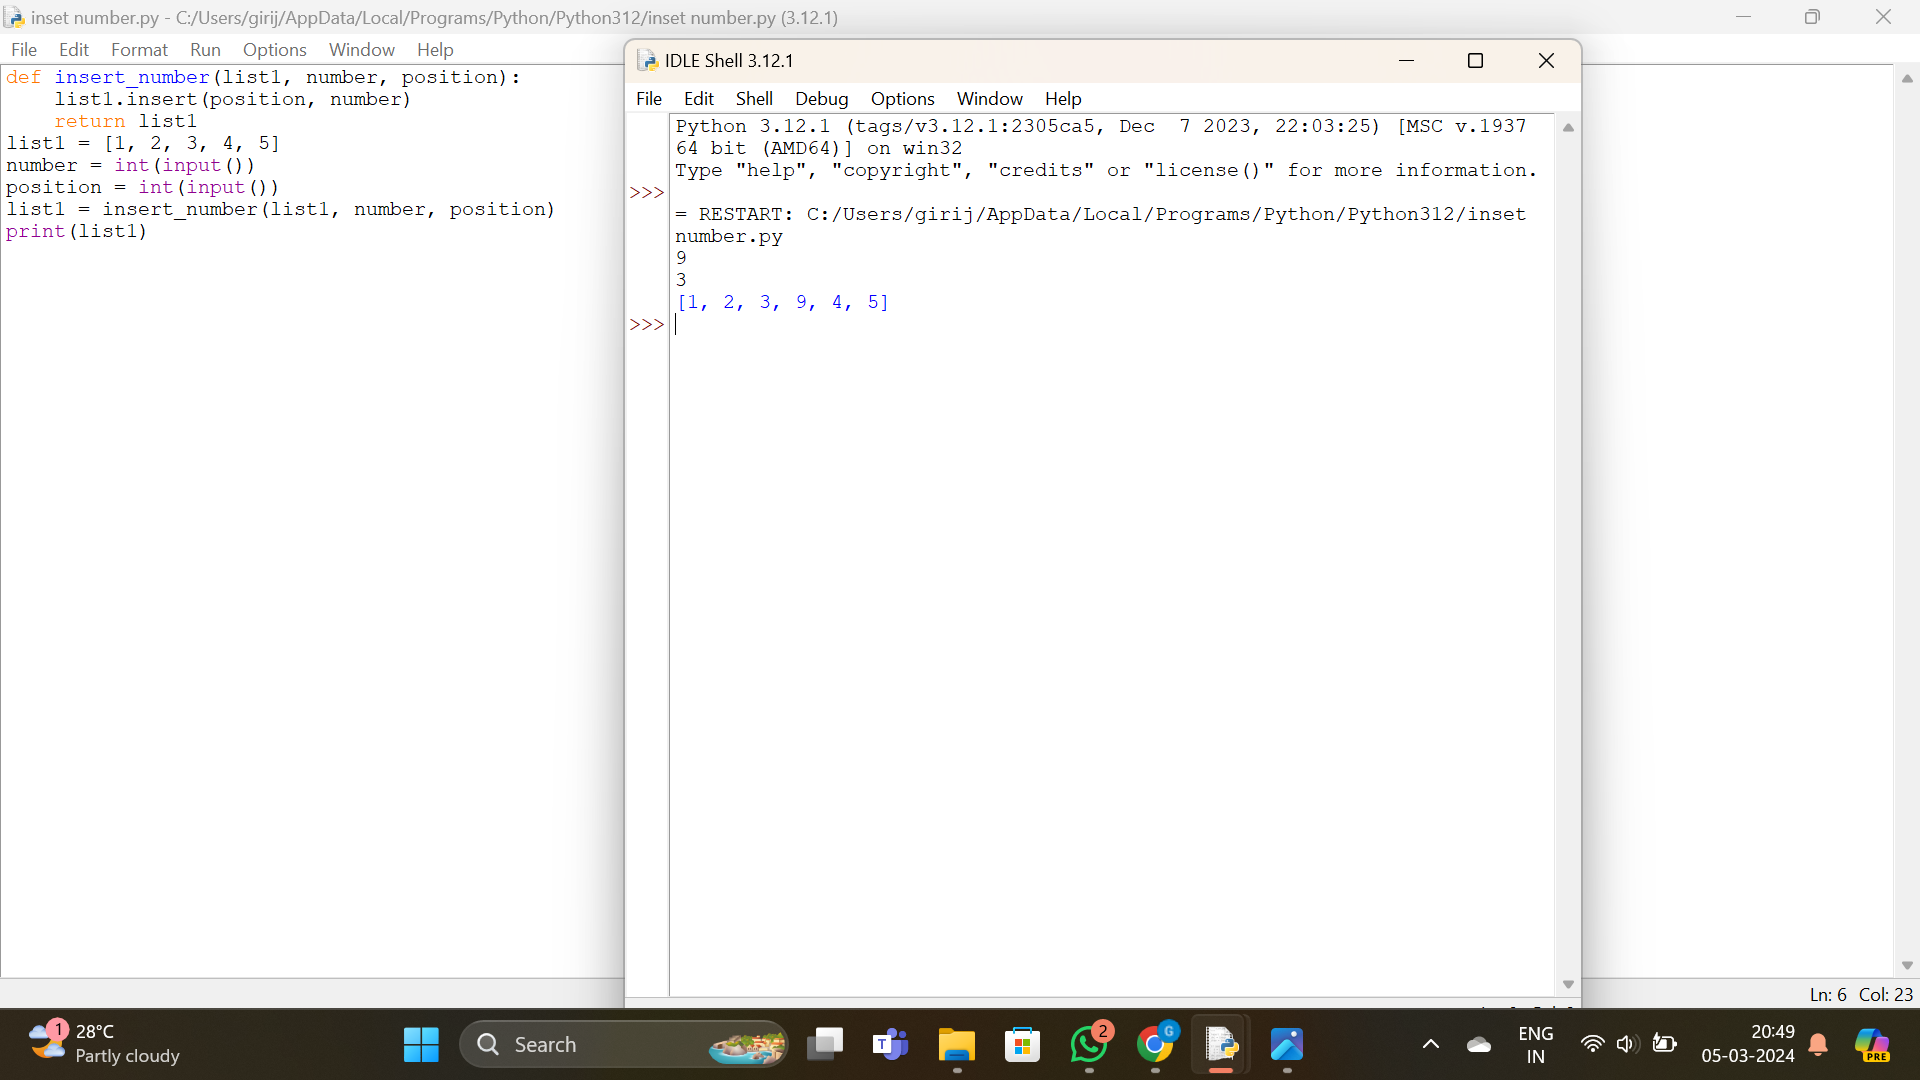 inset number.py - C:/Users/girij/AppData/Local/Programs/Python/Python312/inset number.py (3.12.1)
File Edit Format Run Options Window Help
def insert_number(list1, number, position):
    list1.insert(position, number)
    return list1
list1 = [1, 2, 3, 4, 5]
number = int(input())
position = int(input())
list1 = insert_number(list1, number, position)
print(list1)
IDLE Shell 3.12.1
File Edit Shell Debug Options Window Help
Python 3.12.1 (tags/v3.12.1:2305ca5, Dec  7 2023, 22:03:25) [MSC v.1937
64 bit (AMD64)] on win32
Type "help", "copyright", "credits" or "license()" for more information.
>>>
= RESTART: C:/Users/girij/AppData/Local/Programs/Python/Python312/inset
number.py
9
3
[1, 2, 3, 9, 4, 5]
>>>
Ln: 6 Col: 23
1
28°C
Partly cloudy
Search
T
2
G
ENG
IN
20:49
05-03-2024
PRE